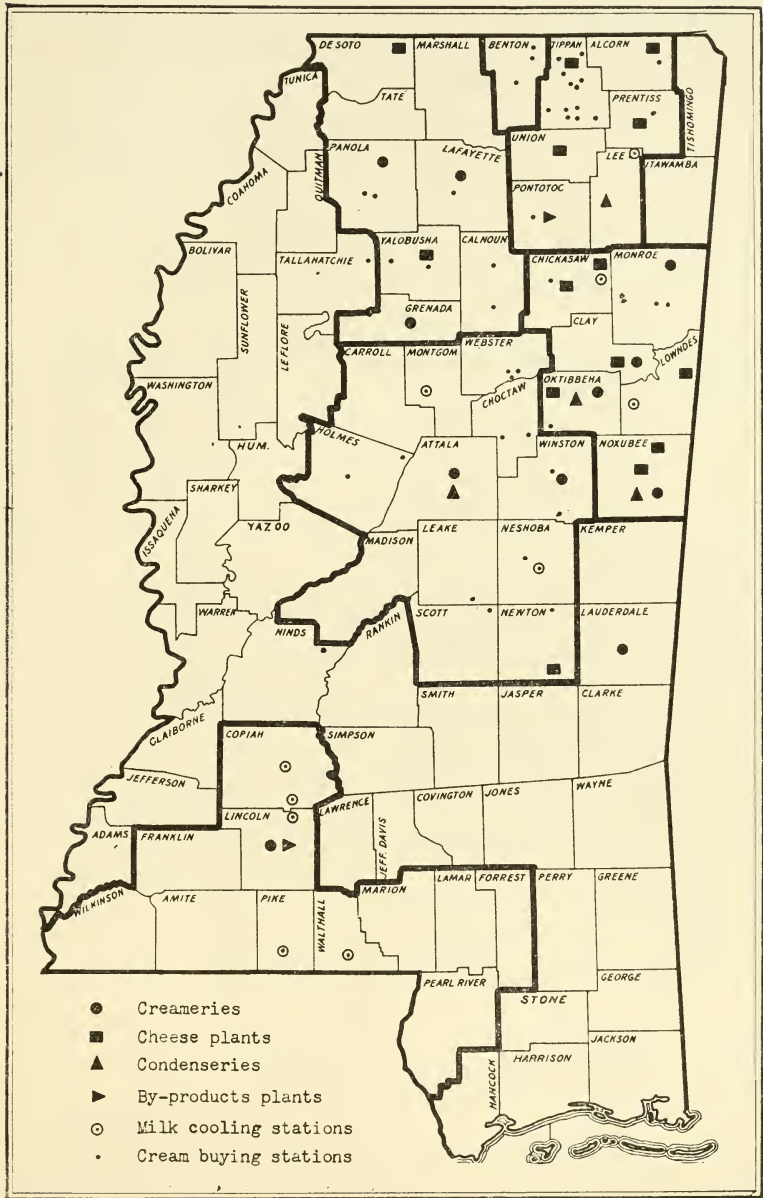 DE SOTO
MARSHALL
BENTON
TIPPAH
ALCORN
TUNICA
TATE
PRENTISS
TISHOMINGO
UNION
PANOLA
LAFAYETTE
LEE
ITAWAMBA
QUITMAN
COAHOMA
PONTOTOC
BOLIVAR
YALOBUSHA
CALHOUN
TALLAHATCHIE
CHICKASAW
MONROE
SUNFLOWER
GRENADA
CLAY
LEFLORE
CARROLL
MONTGOM
WEBSTER
LOWNDES
WASHINGTON
CHOCTAW
OKTIBBEHA
HOLMES
HUM.
ATTALA
WINSTON
NOXUBEE
SHARKEY
ISSAQUENA
YAZOO
MADISON
LEAKE
NESHOBA
KEMPER
WARREN
SCOTT
NEWTON
LAUDERDALE
HINDS
RANKIN
SMITH
JASPER
CLARKE
CLAIBORNE
COPIAH
SIMPSON
JEFFERSON
COVINGTON
JONES
WAYNE
LINCOLN
LAWRENCE
ADAMS
FRANKLIN
JEFF. DAVIS
MARION
LAMAR
FORREST
PERRY
GREENE
WILKINSON
AMITE
PIKE
WALTHALL
PEARL RIVER
GEORGE
STONE
JACKSON
HARRISON
HANCOCK
Creameries
Cheese plants
Condenseries
By-products plants
Milk cooling stations
Cream buying stations